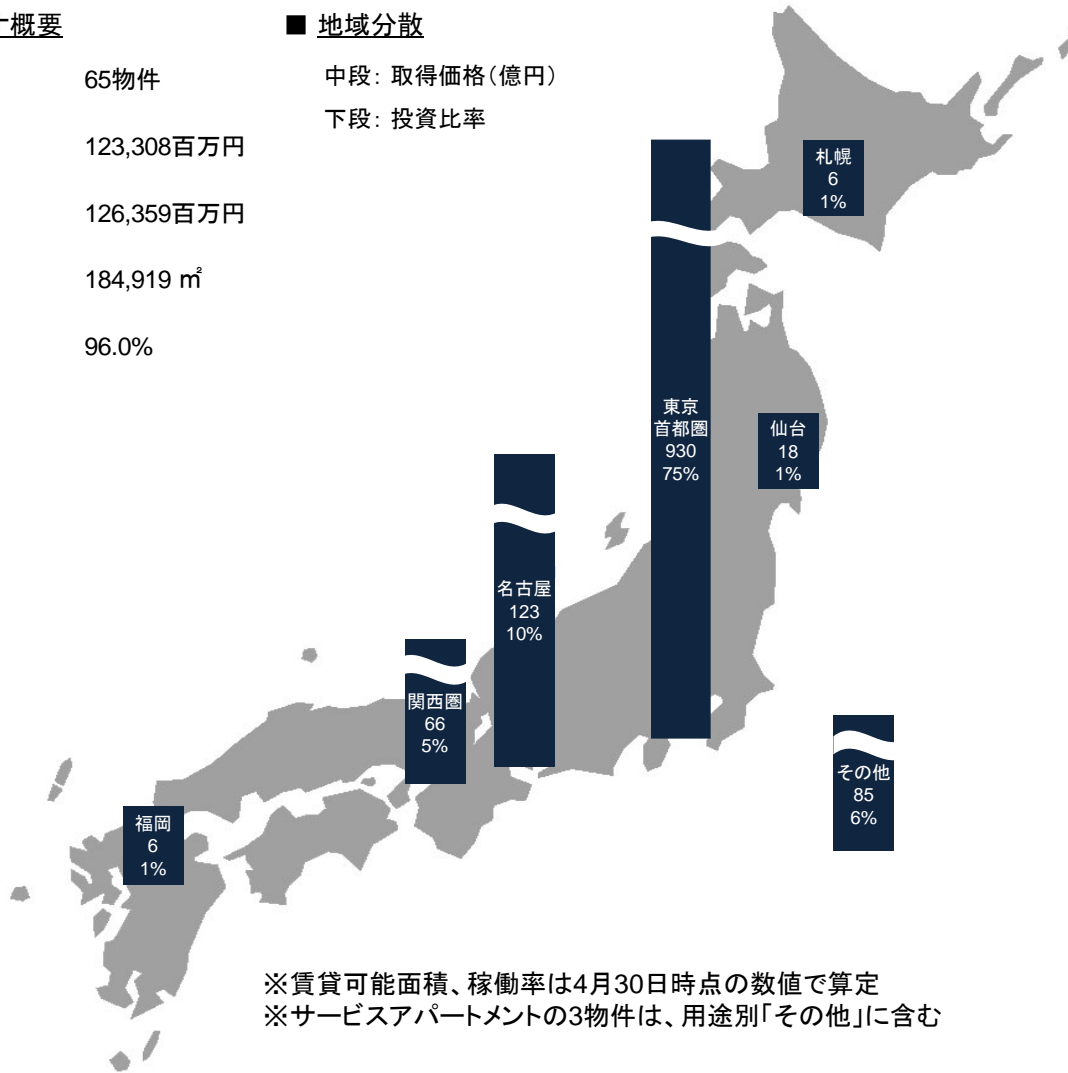 概要
65物件
123,308百万円
126,359百万円
184,919 ㎡
96.0%
■ 地域分散
中段: 取得価格(億円)
下段: 投資比率
札幌
6
1%
東京
首都圏
930
75%
仙台
18
1%
名古屋
123
10%
関西圏
66
5%
その他
85
6%
福岡
6
1%
※賃貸可能面積、稼働率は4月30日時点の数値で算定
※サービスアパートメントの3物件は、用途別「その他」に含む